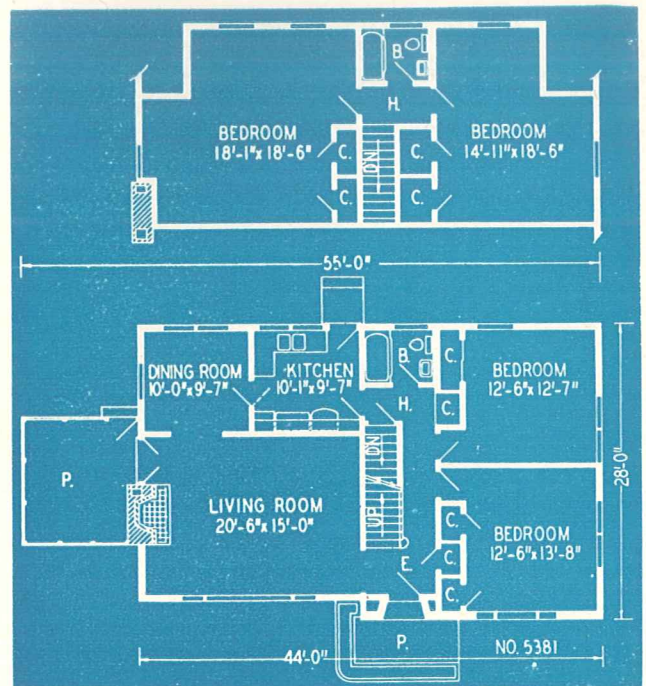 B.
H.
BEDROOM
18'-1"x 18'-6"
BEDROOM
14'-11"x 18'-6"
C.
DN
C.
C.
C.
55'-0"
DINING ROOM
10'-0"x 9'-7"
KITCHEN
10'-1"x 9'-7"
B.
C.
BEDROOM
12'-6"x 12'-7"
H.
C.
P.
DN
UP
LIVING ROOM
20'-6"x 15'-0"
28'-0"
C.
BEDROOM
12'-6"x 13'-8"
E.
C.
C.
P.
NO. 5381
44'-0"